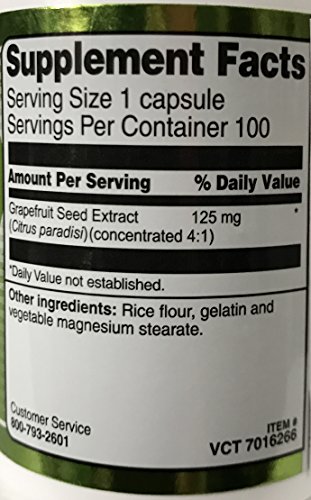 Supplement Facts
Serving Size 1 capsule
Servings Per Container 100
Amount Per Serving % Daily Value
Grapefruit Seed Extract 125 mg *
(Citrus paradisi)(concentrated 4:1)
*Daily Value not established.
Other ingredients: Rice flour, gelatin and
vegetable magnesium stearate.
Customer Service
800-793-2601
ITEM #
VCT 7016266